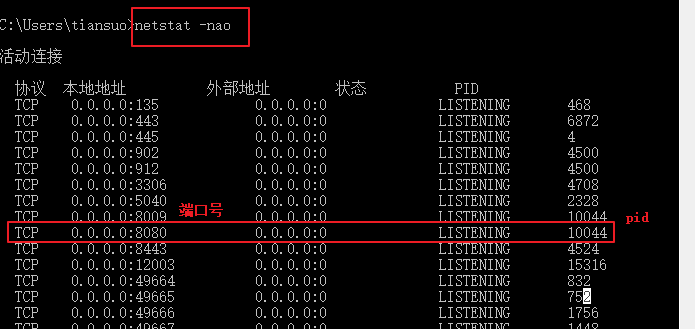 C:\Users\tiansuo>netstat -nao
活动连接
协议 本地地址 外部地址 状态 PID
TCP 0.0.0.0:135 0.0.0.0:0 LISTENING 468
TCP 0.0.0.0:443 0.0.0.0:0 LISTENING 6872
TCP 0.0.0.0:445 0.0.0.0:0 LISTENING 4
TCP 0.0.0.0:902 0.0.0.0:0 LISTENING 4500
TCP 0.0.0.0:912 0.0.0.0:0 LISTENING 4500
TCP 0.0.0.0:3306 0.0.0.0:0 LISTENING 4708
TCP 0.0.0.0:5040 0.0.0.0:0 LISTENING 2328
端口号
TCP 0.0.0.0:8009 0.0.0.0:0 LISTENING 10044 pid
TCP 0.0.0.0:8080 0.0.0.0:0 LISTENING 10044
TCP 0.0.0.0:8443 0.0.0.0:0 LISTENING 4524
TCP 0.0.0.0:12003 0.0.0.0:0 LISTENING 15316
TCP 0.0.0.0:49664 0.0.0.0:0 LISTENING 832
TCP 0.0.0.0:49665 0.0.0.0:0 LISTENING 752
TCP 0.0.0.0:49666 0.0.0.0:0 LISTENING 1756
TCP 0.0.0.0:49667 0.0.0.0:0 LISTENING 1448